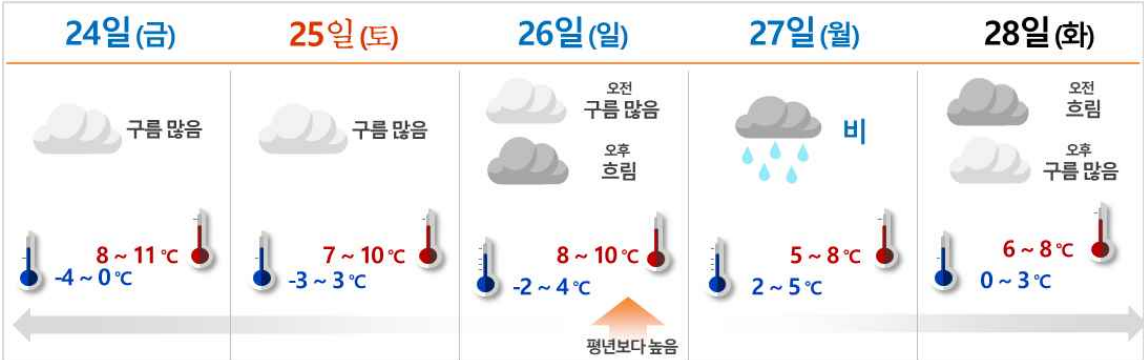 24일(금)
구름 많음
8 ~ 11 ℃
-4 ~ 0 ℃
25일(토)
구름 많음
7 ~ 10 ℃
-3 ~ 3 ℃
26일(일)
오전
구름 많음
오후
흐림
8 ~ 10 ℃
-2 ~ 4 ℃
27일(월)
비
5 ~ 8 ℃
2 ~ 5 ℃
28일(화)
오전
흐림
오후
구름 많음
6 ~ 8 ℃
0 ~ 3 ℃
평년보다 높음